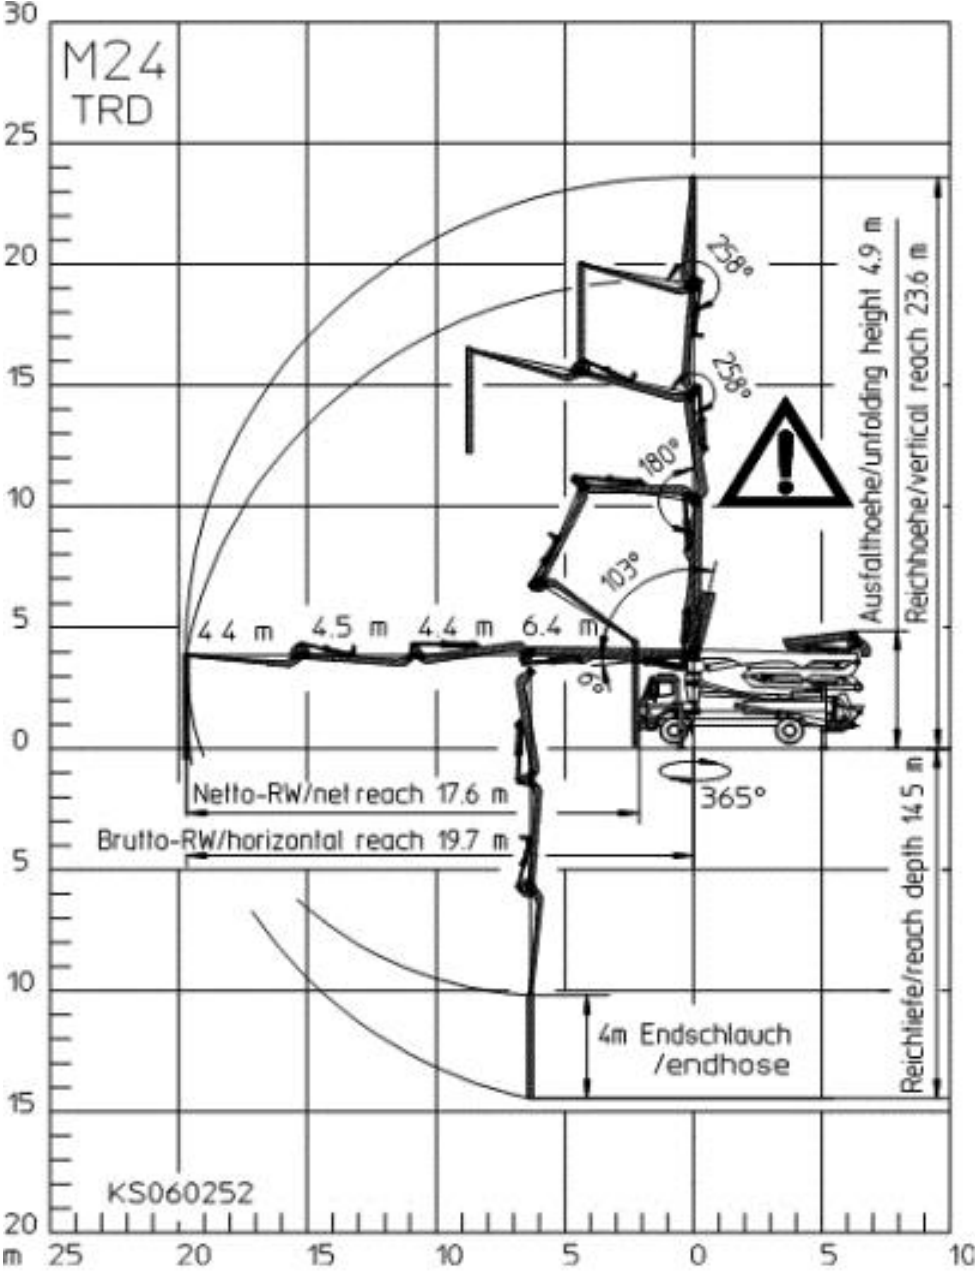 30
M24
TRD
25
20
15
10
5
0
5
10
15
20
m
25
20
15
10
5
0
5
10
258°
258°
180°
103°
9°
365°
4.4 m
4.5 m
4.4 m
6.4 m
Ausfalthoehe/unfolding height 4.9 m
Reichhoehe/vertical reach 23.6 m
Netto-RW/net reach 17.6 m
Brutto-RW/horizontal reach 19.7 m
Reichtiefe/reach depth 14.5 m
4m Endschlauch
/endhose
KS060252